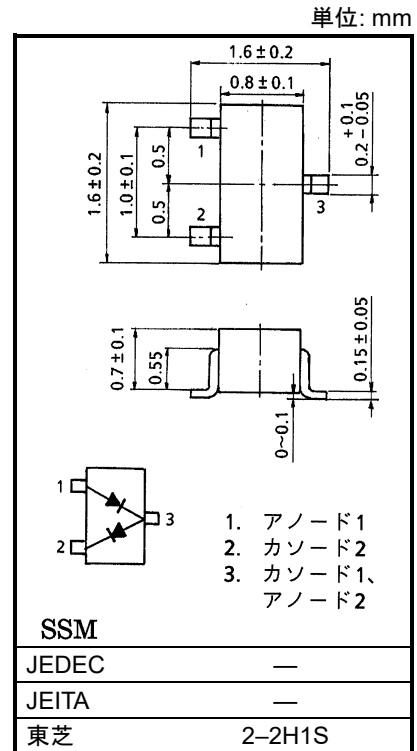 単位: mm
1.6±0.2
0.8±0.1
+0.1
0.2-0.05
1.6±0.2
1.0±0.1
0.5
0.5
1
2
3
0.7±0.1
0.55
0.15±0.05
0~0.1
1
2
3
1. アノード1
2. カソード2
3. カソード1、
アノード2
SSM
JEDEC —
JEITA —
東芝 2–2H1S